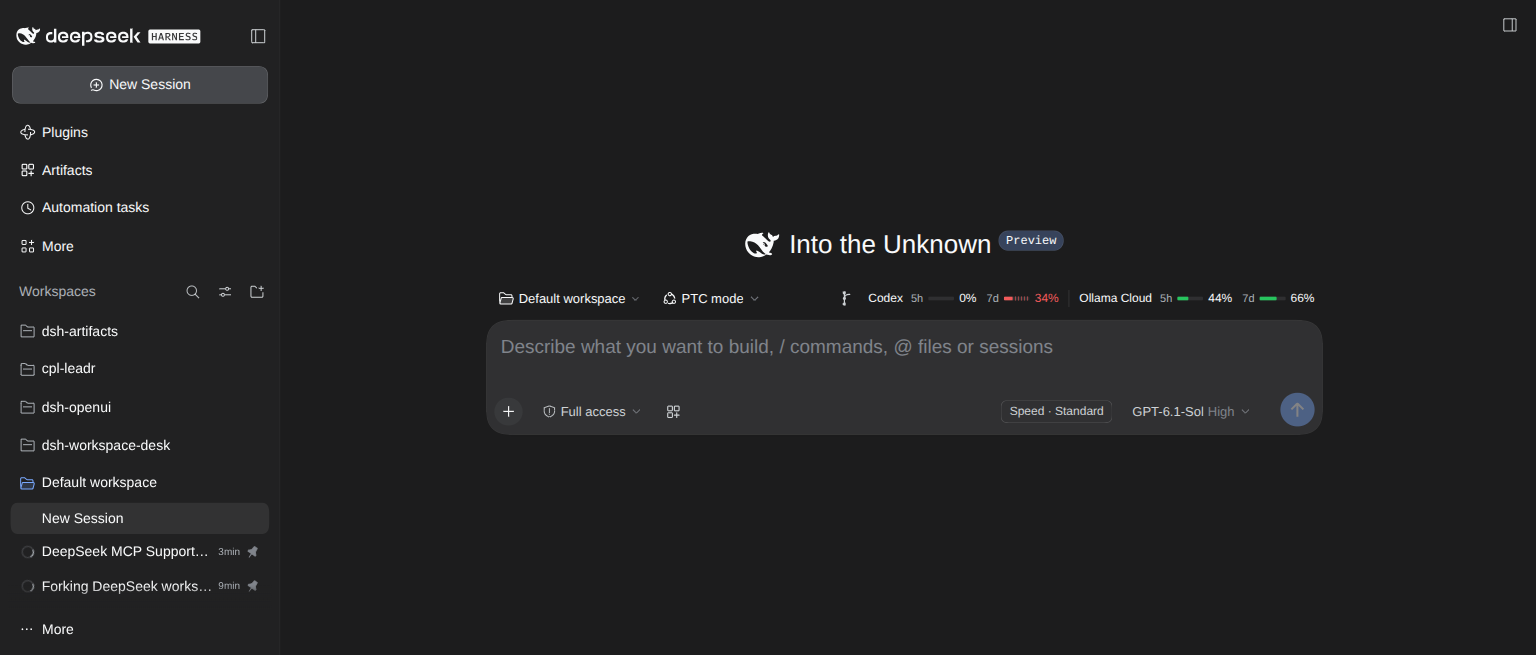 deepseek HARNESS
New Session
Plugins
Artifacts
Automation tasks
More
Workspaces
dsh-artifacts
cpl-leadr
dsh-openui
dsh-workspace-desk
Default workspace
New Session
DeepSeek MCP Support... 3min
Forking DeepSeek works... 9min
More
Into the Unknown Preview
Default workspace PTC mode Codex 5h 0% 7d 34% Ollama Cloud 5h 44% 7d 66%
Describe what you want to build, / commands, @ files or sessions
Full access Speed · Standard GPT-6.1-Sol High